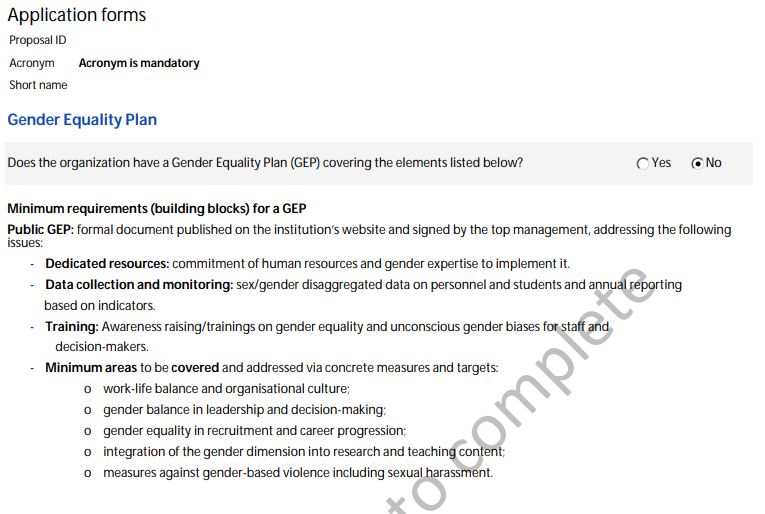 Application forms
Proposal ID
Acronym Acronym is mandatory
Short name
Gender Equality Plan
Does the organization have a Gender Equality Plan (GEP) covering the elements listed below? Yes No
Minimum requirements (building blocks) for a GEP
Public GEP: formal document published on the institution's website and signed by the top management, addressing the following
issues:
- Dedicated resources: commitment of human resources and gender expertise to implement it.
- Data collection and monitoring: sex/gender disaggregated data on personnel and students and annual reporting
based on indicators.
- Training: Awareness raising/trainings on gender equality and unconscious gender biases for staff and
decision-makers.
- Minimum areas to be covered and addressed via concrete measures and targets:
o work-life balance and organisational culture;
o gender balance in leadership and decision-making;
o gender equality in recruitment and career progression;
o integration of the gender dimension into research and teaching content;
o measures against gender-based violence including sexual harassment.
to complete